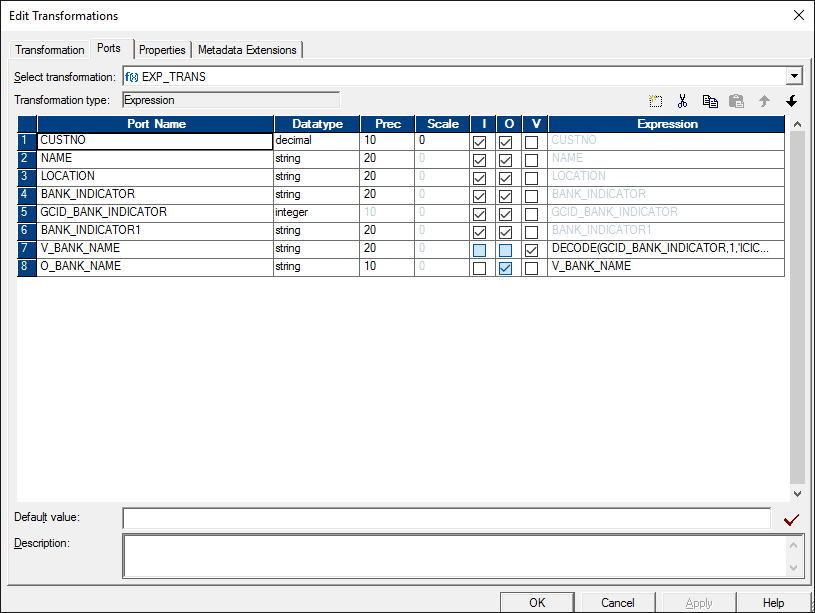 Edit Transformations
Transformation Ports Properties Metadata Extensions
Select transformation: f(x) EXP_TRANS
Transformation type: Expression
Port Name Datatype Prec Scale I O V Expression
1 CUSTNO decimal 10 0 CUSTNO
2 NAME string 20 0 NAME
3 LOCATION string 20 0 LOCATION
4 BANK_INDICATOR string 20 0 BANK_INDICATOR
5 GCID_BANK_INDICATOR integer 10 0 GCID_BANK_INDICATOR
6 BANK_INDICATOR1 string 20 0 BANK_INDICATOR1
7 V_BANK_NAME string 20 0 DECODE(GCID_BANK_INDICATOR,1,'ICIC...
8 O_BANK_NAME string 10 0 V_BANK_NAME
Default value:
Description:
OK Cancel Apply Help